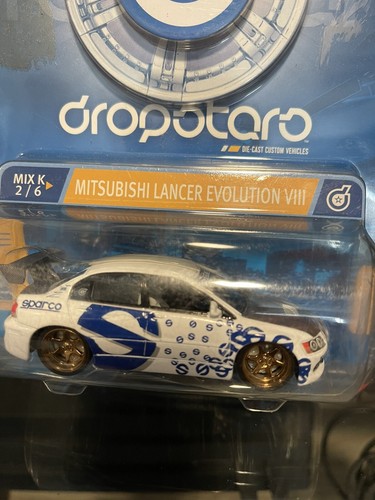 dropstars
DIE-CAST CUSTOM VEHICLES
MIX K
2/6
MITSUBISHI LANCER EVOLUTION VIII
sparco